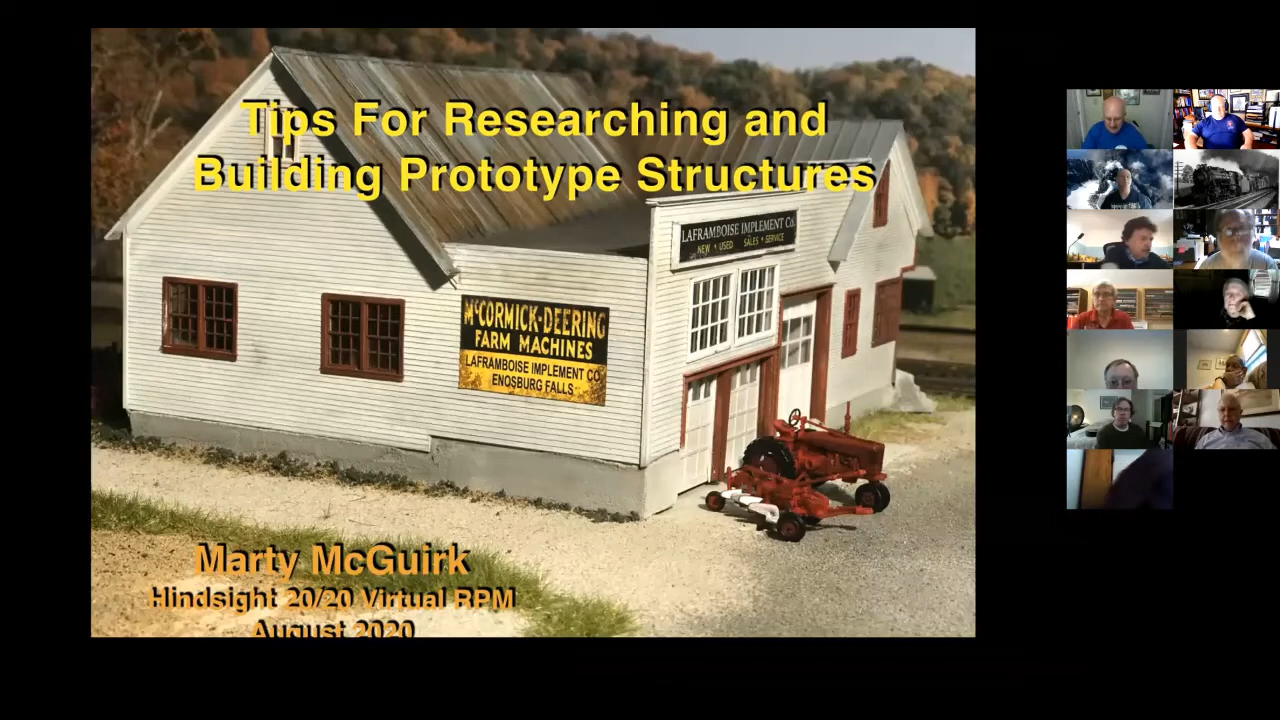 Tips For Researching and
Building Prototype Structures
LAFRAMBOISE IMPLEMENT Co.
NEW * USED SALES * SERVICE
McCORMICK-DEERING
FARM MACHINES
LAFRAMBOISE IMPLEMENT CO.
ENOSBURG FALLS
Marty McGuirk
Hindsight 20/20 Virtual RPM
August 2020